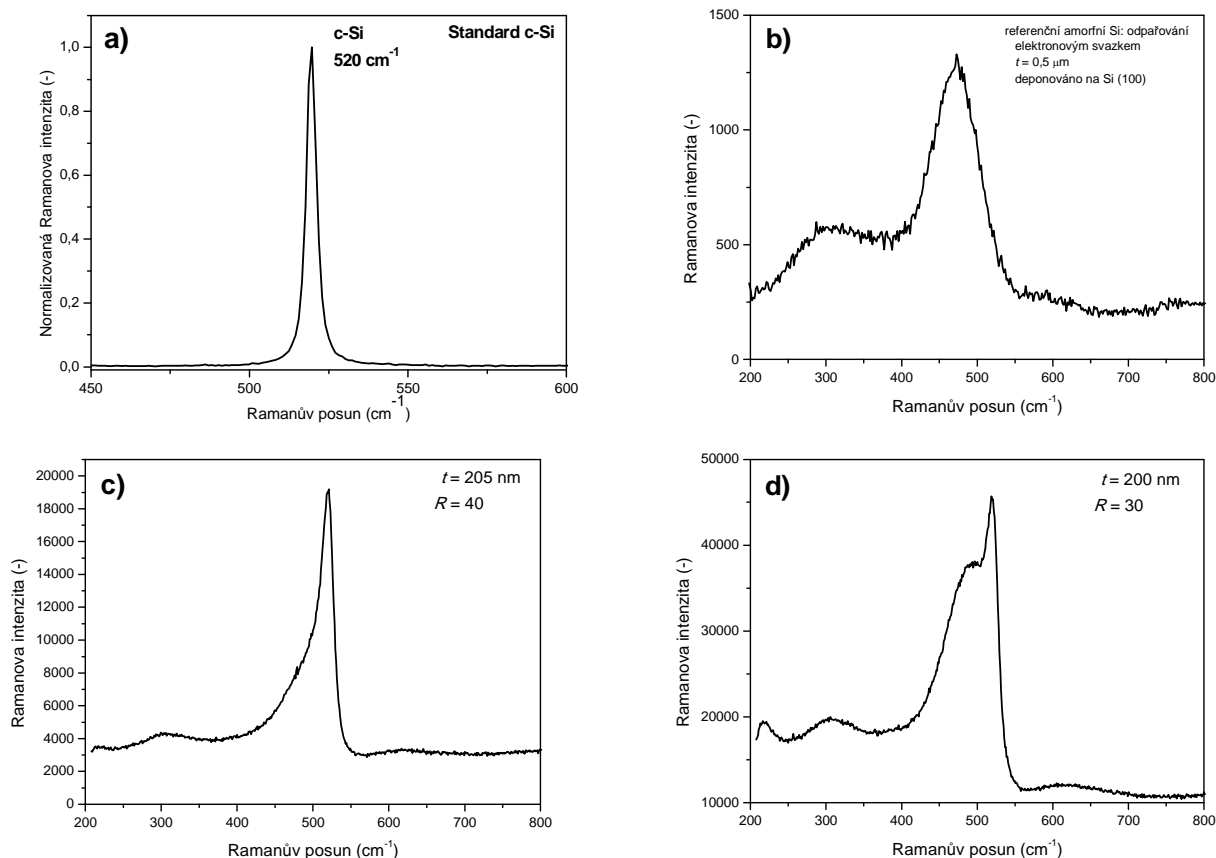 a)
c-Si
520 cm-1
Standard c-Si
1,0
0,8
0,6
0,4
0,2
0,0
450
500
550
600
-1
Ramanův posun (cm )
Normalizovaná Ramanova intenzita (-)
b)
referenční amorfní Si: odpařování
elektronovým svazkem
t = 0,5 μm
deponováno na Si (100)
1500
1000
500
0
200 300 400 500 600 700 800
Ramanův posun (cm-1)
Ramanova intenzita (-)
c)
t = 205 nm
R = 40
20000
18000
16000
14000
12000
10000
8000
6000
4000
2000
0
200 300 400 500 600 700 800
Ramanův posun (cm-1)
Ramanova intenzita (-)
d)
t = 200 nm
R = 30
50000
40000
30000
20000
10000
200 300 400 500 600 700 800
Ramanův posun (cm-1)
Ramanova intenzita (-)